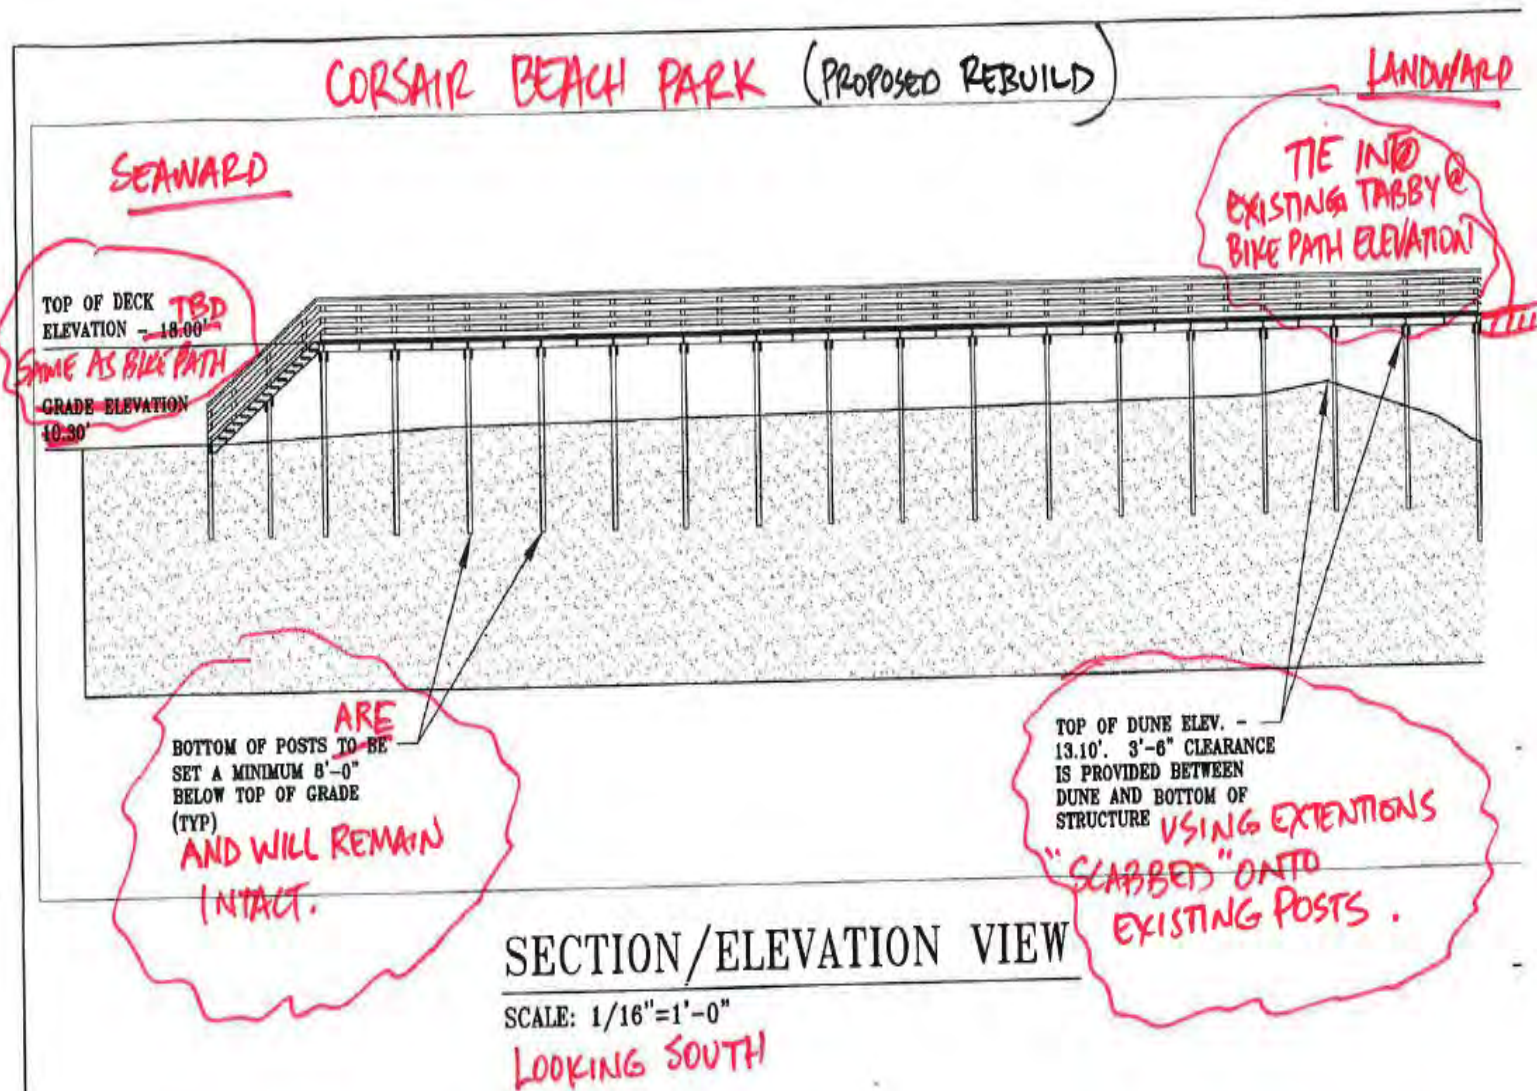 CORSAIR BEACH PARK (PROPOSED REBUILD)
LANDWARD
SEAWARD
TIE INTO
EXISTING TABBY @
BIKE PATH ELEVATION
TOP OF DECK TBD
ELEVATION - 18.00'
SAME AS BIKE PATH
GRADE ELEVATION
10.30'
ARE
BOTTOM OF POSTS TO BE
SET A MINIMUM 8'-0"
BELOW TOP OF GRADE
(TYP)
AND WILL REMAIN
INTACT.
TOP OF DUNE ELEV. -
13.10'. 3'-6" CLEARANCE
IS PROVIDED BETWEEN
DUNE AND BOTTOM OF
STRUCTURE USING EXTENTIONS
"SCABBED" ONTO
EXISTING POSTS.
SECTION/ELEVATION VIEW
SCALE: 1/16"=1'-0"
LOOKING SOUTH